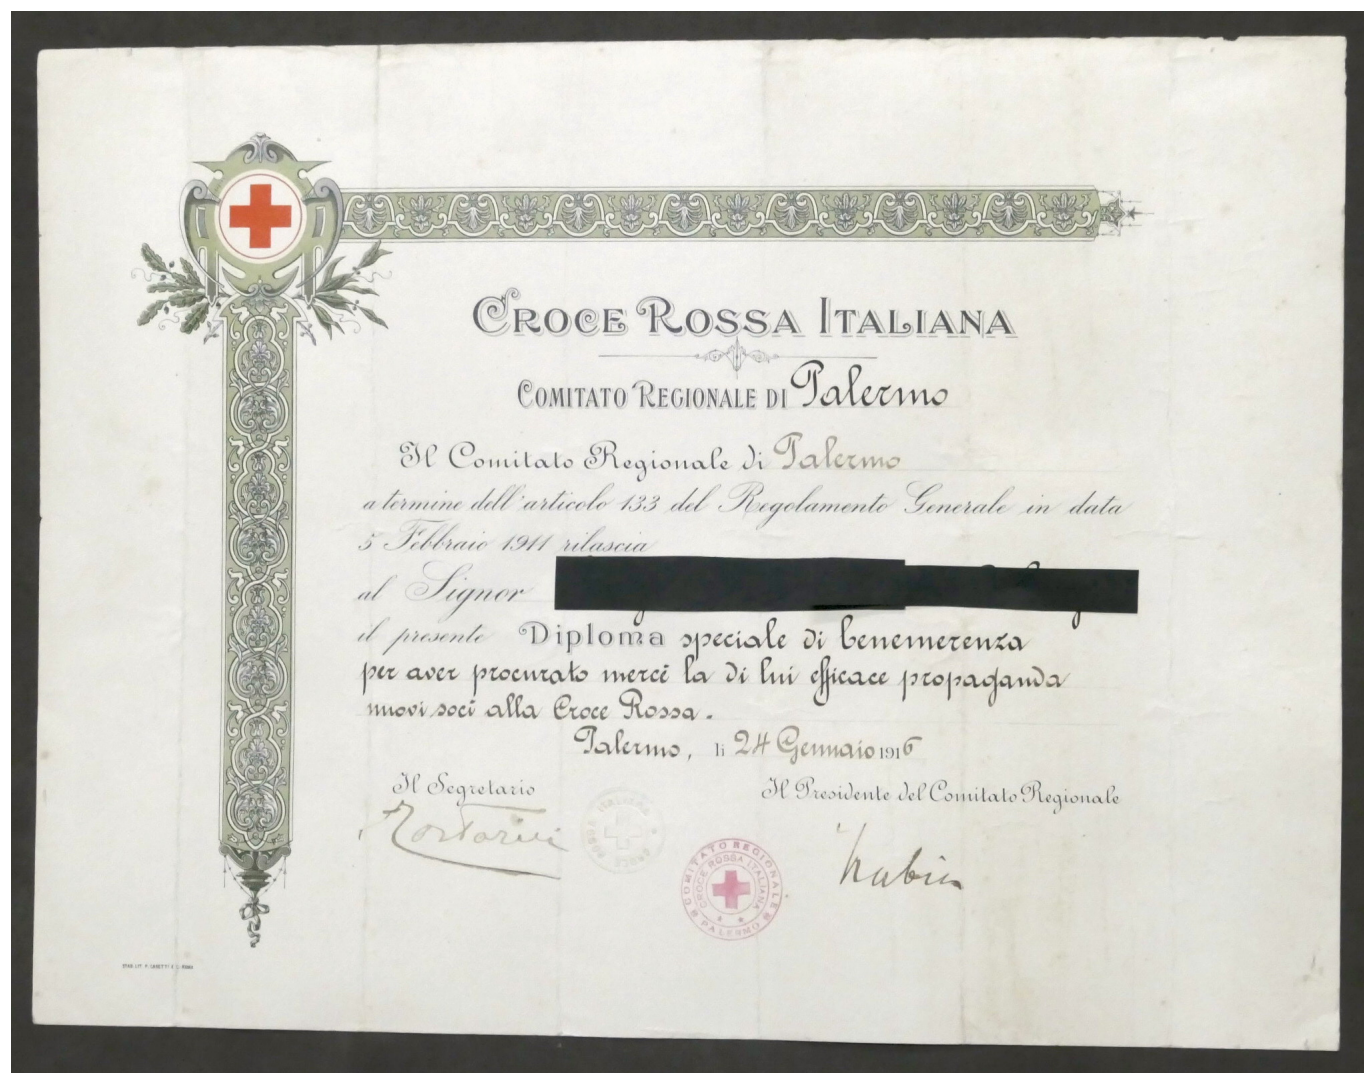 CROCE ROSSA ITALIANA
COMITATO REGIONALE DI Palermo
Il Comitato Regionale di Palermo
a termine dell'articolo 133 del Regolamento Generale in data
5 Febbraio 1911 rilascia
al Signor
il presente Diploma speciale di benemerenza
per aver procurato mercè la di lui efficace propaganda
nuovi soci alla Croce Rossa.
Palermo, li 24 Gennaio 1916
Il Segretario
Il Presidente del Comitato Regionale
CROCE ROSSA ITALIANA
COMITATO REGIONALE
CROCE ROSSA ITALIANA
PALERMO